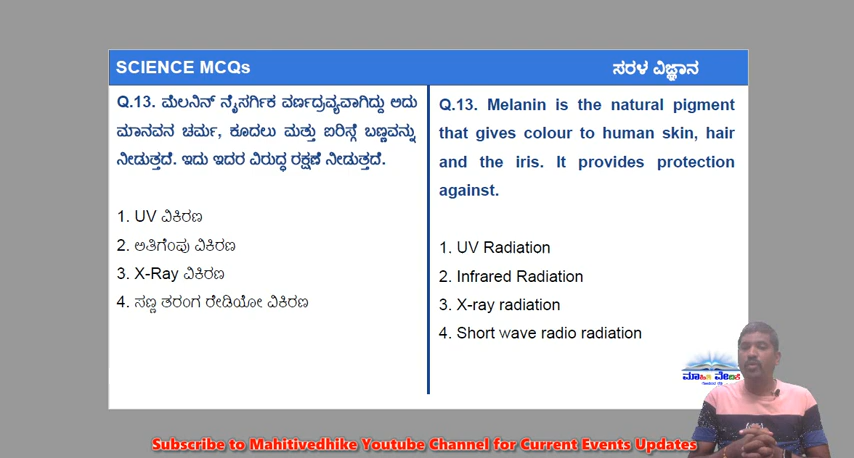 SCIENCE MCQs
ಸರಳ ವಿಜ್ಞಾನ
Q.13. ಮೆಲನಿನ್ ನೈಸರ್ಗಿಕ ವರ್ಣದ್ರವ್ಯವಾಗಿದ್ದು ಅದು
ಮಾನವನ ಚರ್ಮ, ಕೂದಲು ಮತ್ತು ಐರಿಸ್ಗೆ ಬಣ್ಣವನ್ನು
ನೀಡುತ್ತದೆ. ಇದು ಇದರ ವಿರುದ್ಧ ರಕ್ಷಣೆ ನೀಡುತ್ತದೆ.
1. UV ವಿಕಿರಣ
2. ಅತಿಗೆಂಪು ವಿಕಿರಣ
3. X-Ray ವಿಕಿರಣ
4. ಸಣ್ಣ ತರಂಗ ರೇಡಿಯೋ ವಿಕಿರಣ
Q.13. Melanin is the natural pigment
that gives colour to human skin, hair
and the iris. It provides protection
against.
1. UV Radiation
2. Infrared Radiation
3. X-ray radiation
4. Short wave radio radiation
ಮಾಹಿತಿ ವೇದಿಕೆ
Subscribe to Mahitivedhike Youtube Channel for Current Events Updates